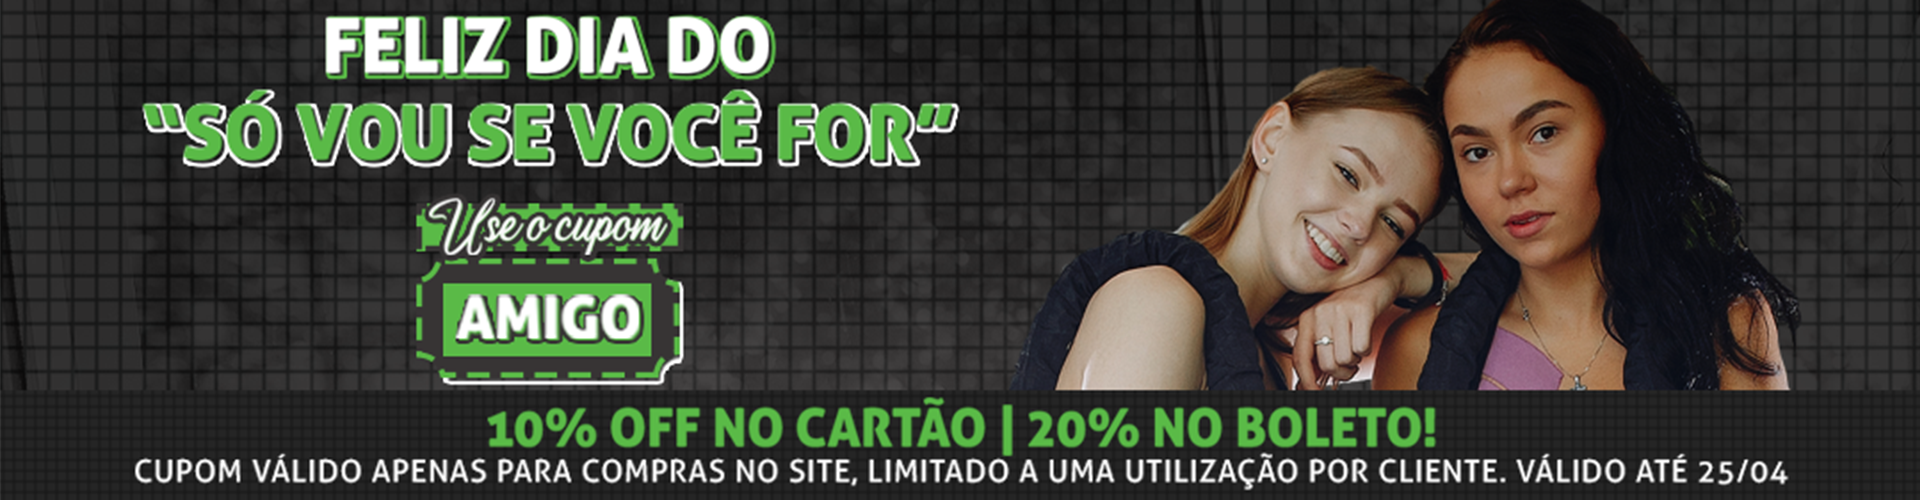 FELIZ DIA DO
“SÓ VOU SE VOCÊ FOR”
Use o cupom
AMIGO
10% OFF NO CARTÃO | 20% NO BOLETO!
CUPOM VÁLIDO APENAS PARA COMPRAS NO SITE, LIMITADO A UMA UTILIZAÇÃO POR CLIENTE. VÁLIDO ATÉ 25/04